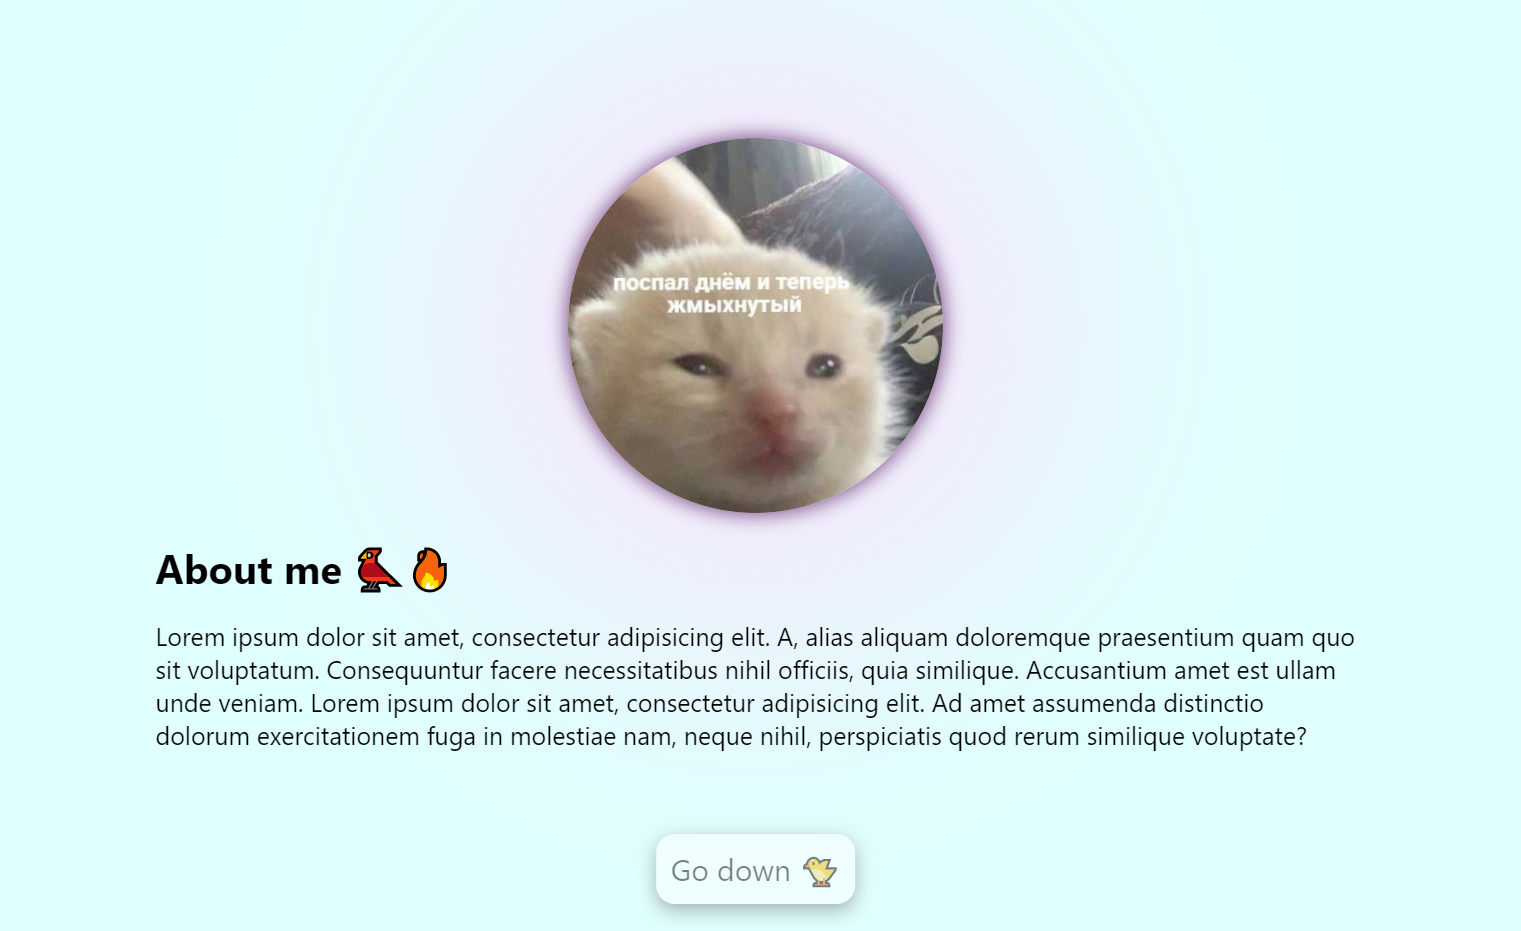 поспал днём и теперь
жмыхнутый
About me 🐦🔥
Lorem ipsum dolor sit amet, consectetur adipisicing elit. A, alias aliquam doloremque praesentium quam quo
sit voluptatum. Consequuntur facere necessitatibus nihil officiis, quia similique. Accusantium amet est ullam
unde veniam. Lorem ipsum dolor sit amet, consectetur adipisicing elit. Ad amet assumenda distinctio
dolorum exercitationem fuga in molestiae nam, neque nihil, perspiciatis quod rerum similique voluptate?
Go down 🐤